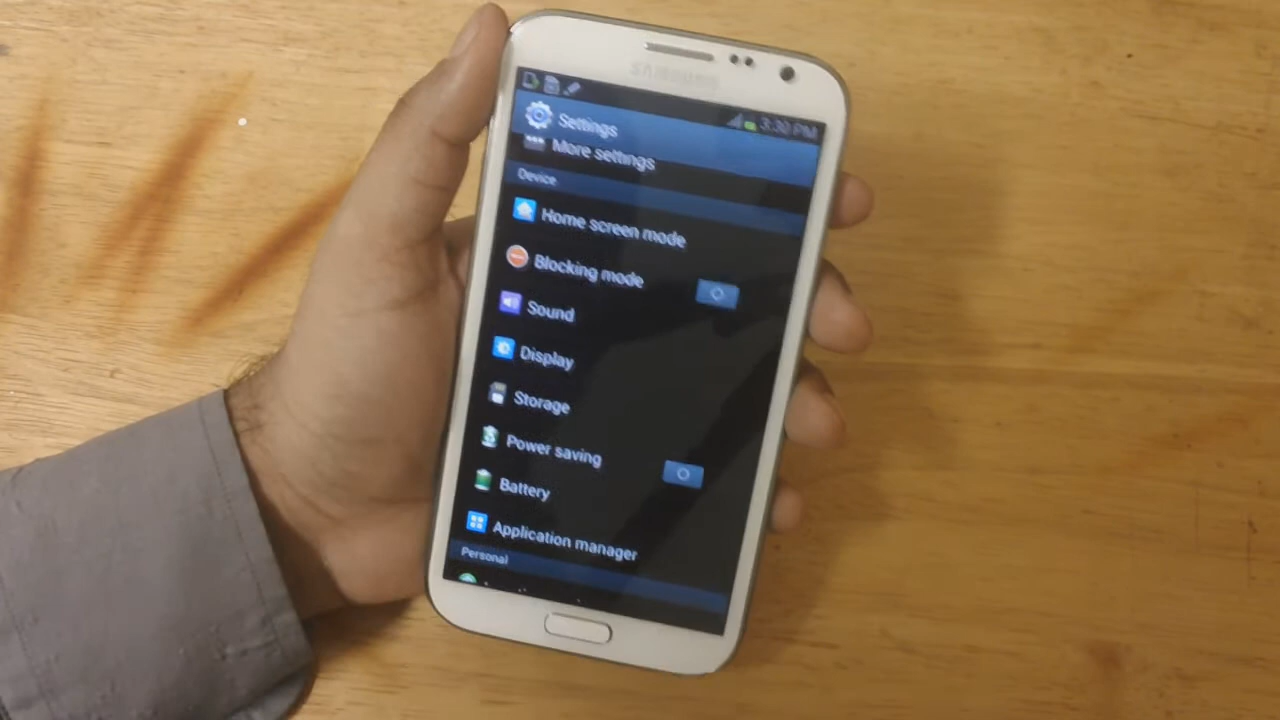 SAMSUNG
3:30 PM
Settings
More settings
Device
Home screen mode
Blocking mode
Sound
Display
Storage
Power saving
Battery
Application manager
Personal